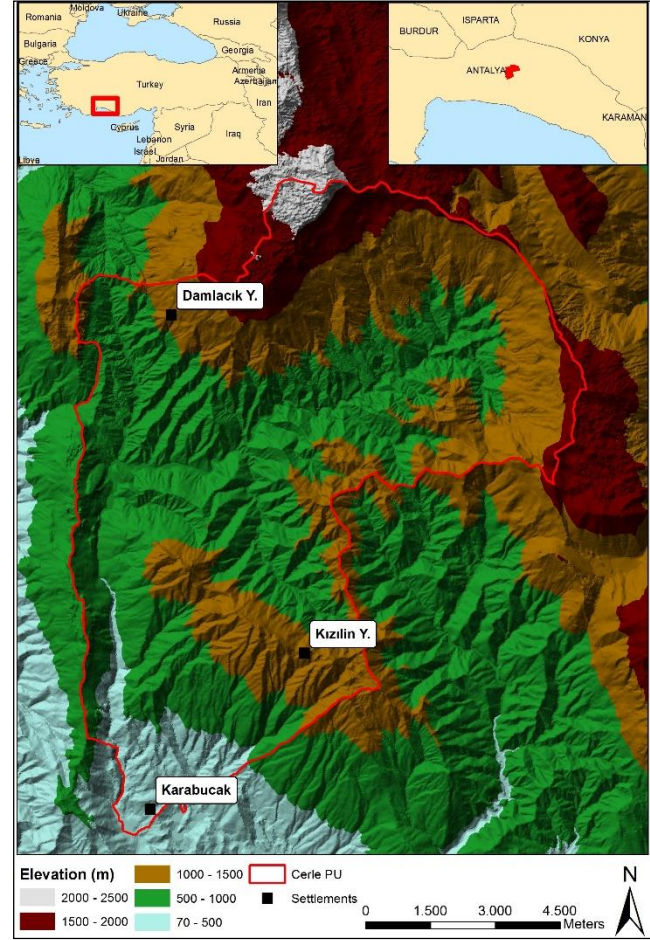 Moldova
Romania
Ukraine
Russia
Bulgaria
Georgia
Greece
Armenia
Azerbaijan
Turkey
Iran
Cyprus
Syria
Lebanon
Iraq
Israel
Jordan
Libya
ISPARTA
BURDUR
KONYA
ANTALYA
KARAMAN
Damlacık Y.
Kızılin Y.
Karabucak
Elevation (m)
2000 - 2500
1500 - 2000
1000 - 1500
500 - 1000
70 - 500
Cerle PU
Settlements
N
0 1.500 3.000 4.500
Meters